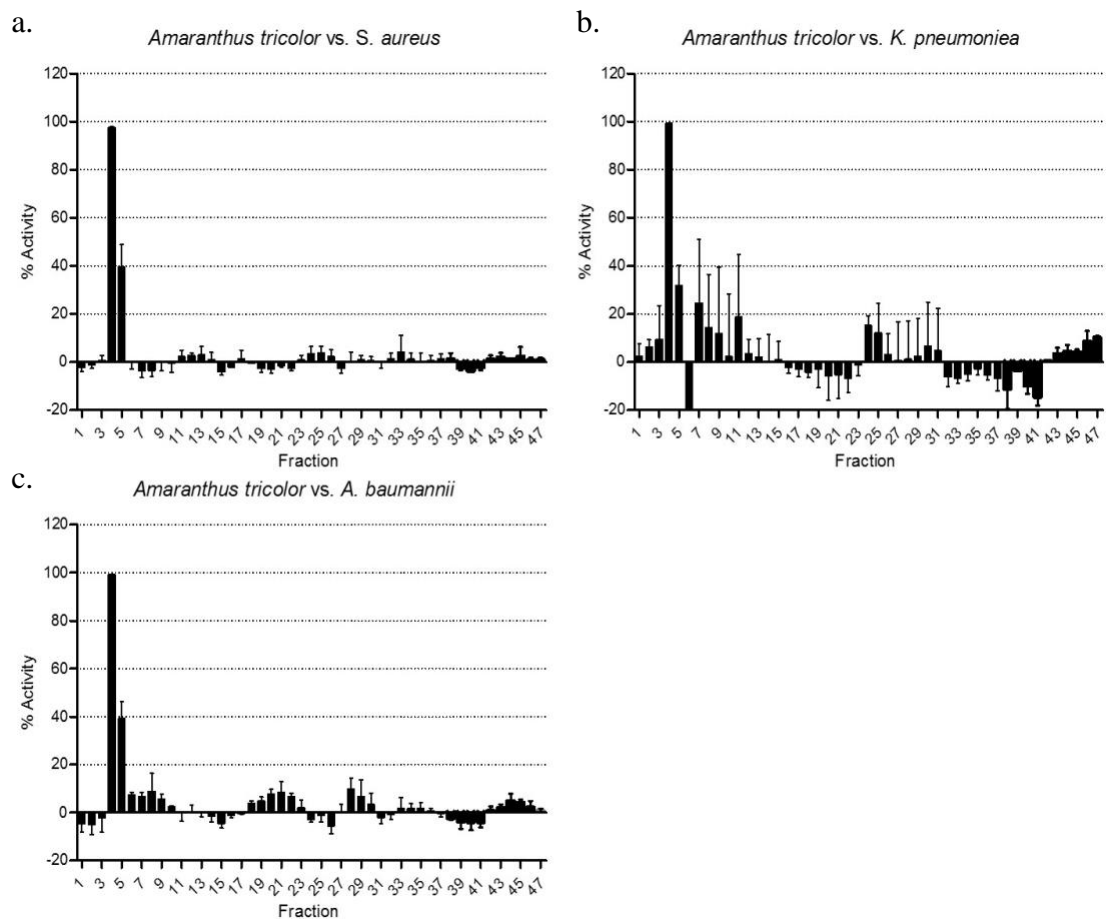 a.
Amaranthus tricolor vs. S. aureus
120
100
80
60
40
20
0
-20
% Activity
1 3 5 7 9 11 13 15 17 19 21 23 25 27 29 31 33 35 37 39 41 43 45 47
Fraction
b.
Amaranthus tricolor vs. K. pneumoniea
120
100
80
60
40
20
0
-20
% Activity
1 3 5 7 9 11 13 15 17 19 21 23 25 27 29 31 33 35 37 39 41 43 45 47
Fraction
c.
Amaranthus tricolor vs. A. baumannii
120
100
80
60
40
20
0
-20
% Activity
1 3 5 7 9 11 13 15 17 19 21 23 25 27 29 31 33 35 37 39 41 43 45 47
Fraction